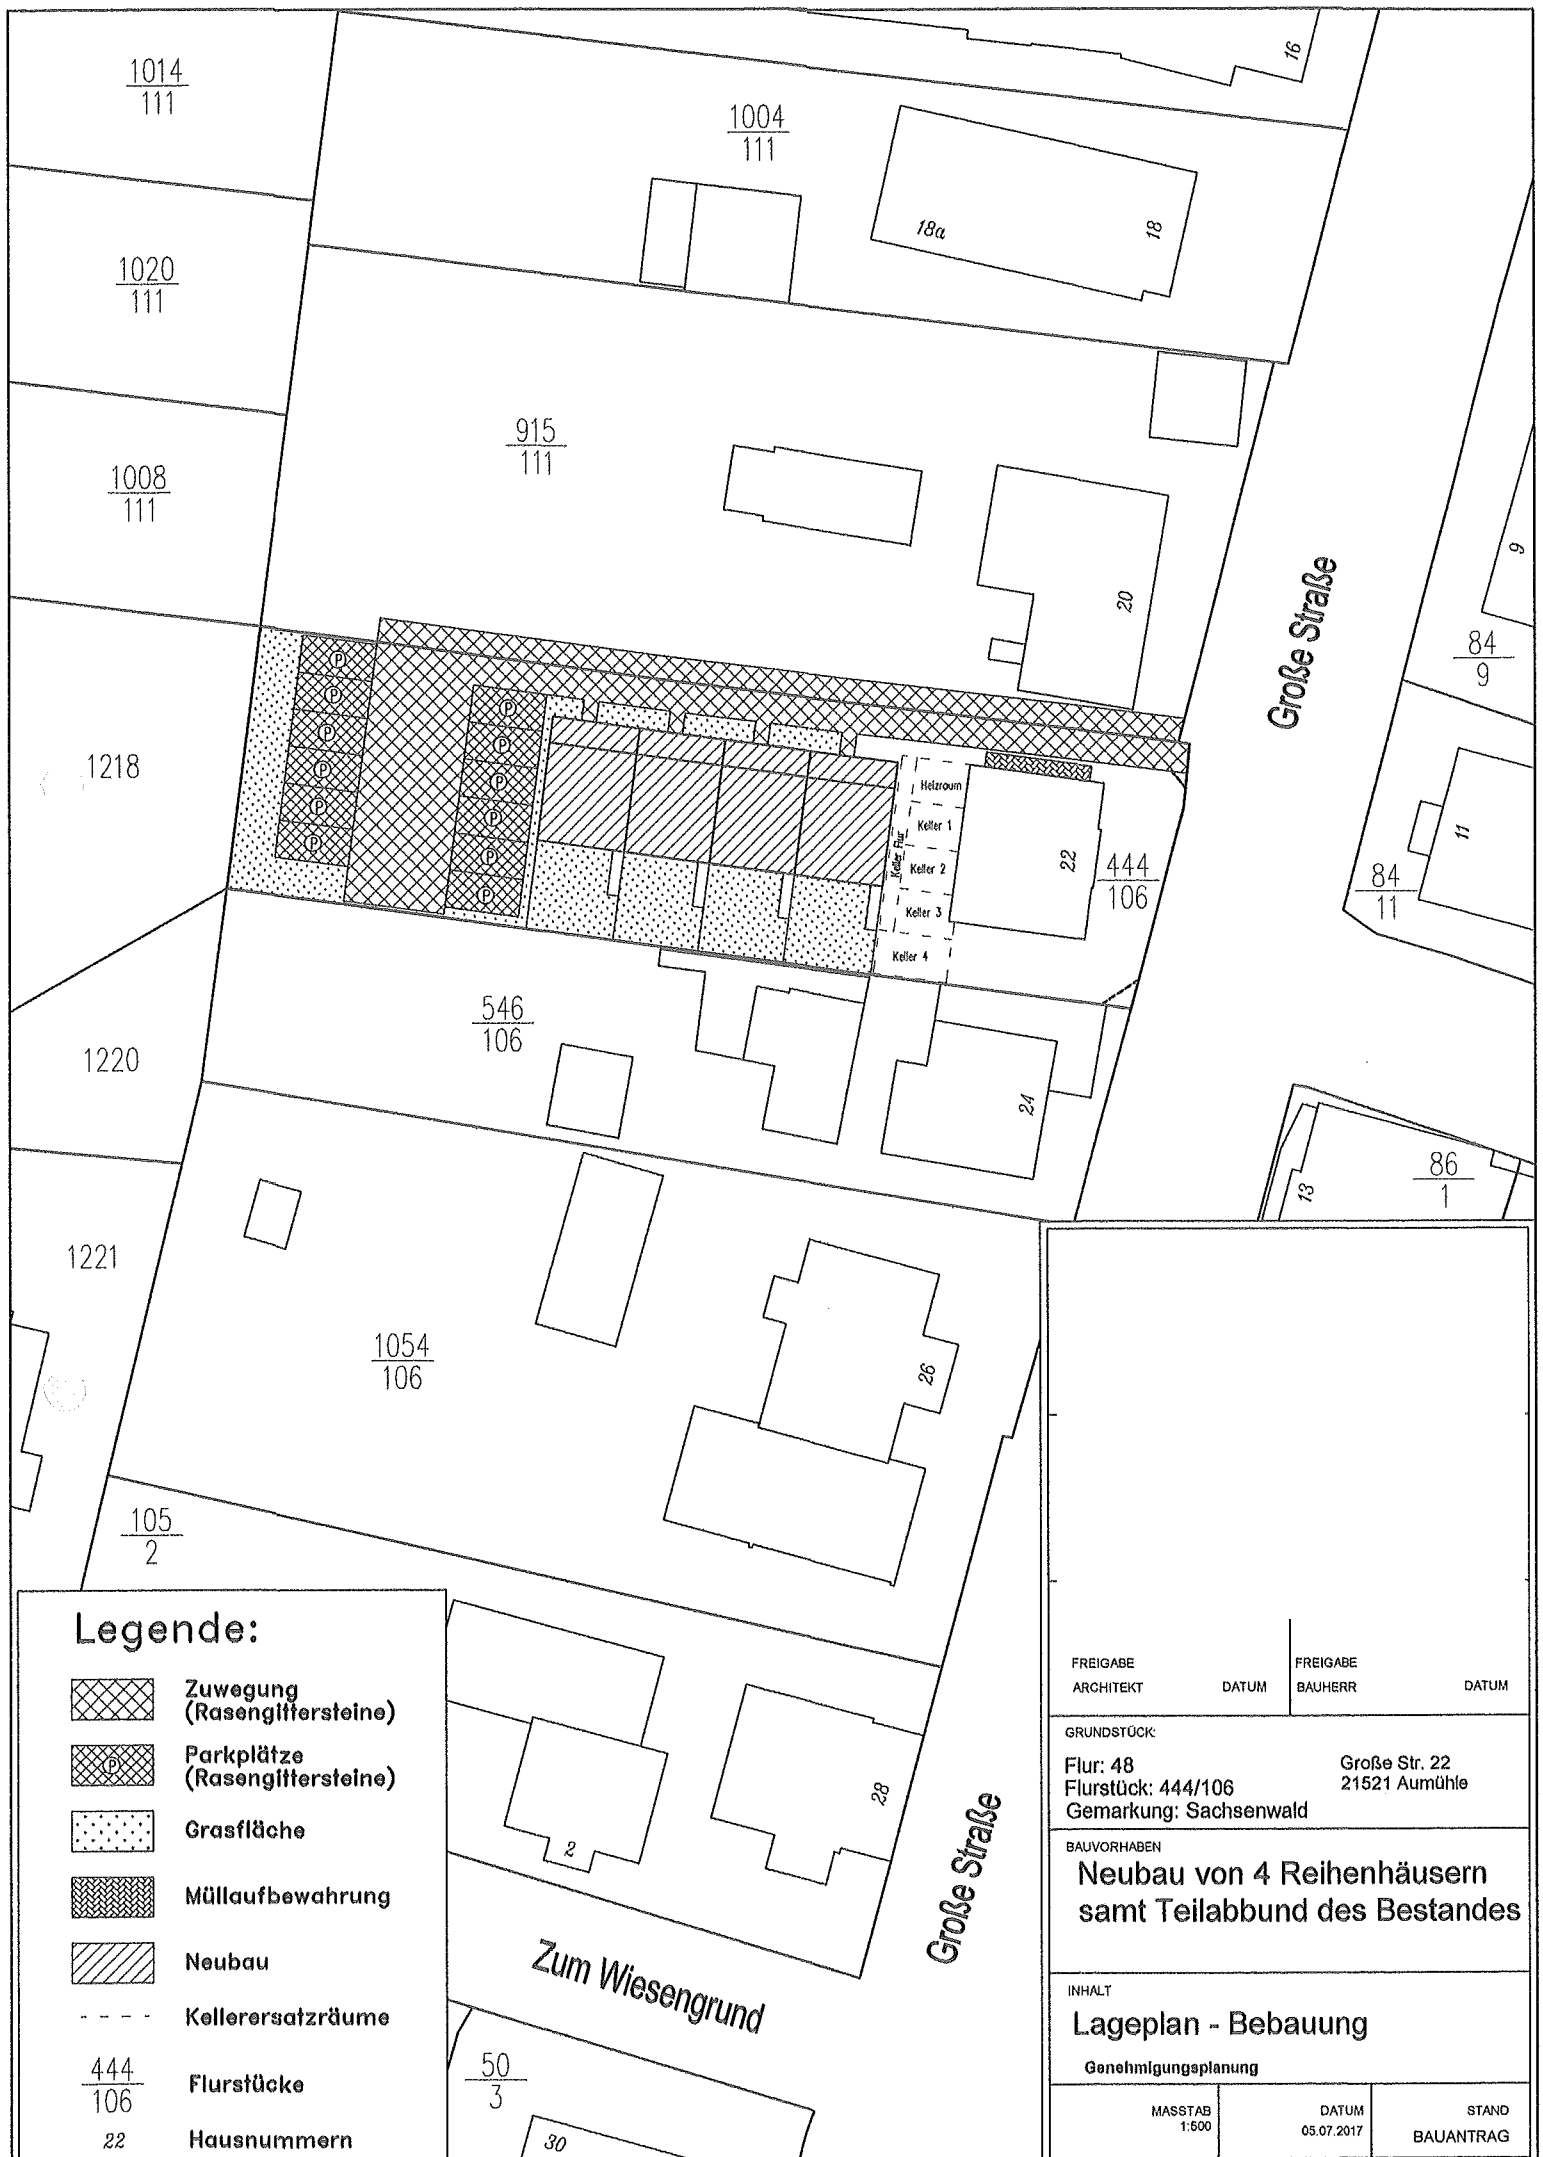 1014
111
16
1004
111
18a
18
1020
111
915
111
1008
111
20
9
Große Straße
84
9
1218
P
P
P
P
P
P
P
P
P
P
P
P
Heizraum
Keller 1
Keller Flur
Keller 2
Keller 3
Keller 4
22
444
106
11
84
11
546
106
1220
24
13
86
1
1221
1054
106
26
105
2
28
2
Große Straße
Zum Wiesengrund
50
3
30
Legende:
Zuwegung
(Rasengittersteine)
P
Parkplätze
(Rasengittersteine)
Grasfläche
Müllaufbewahrung
Neubau
Kellerersatzräume
444
106
Flurstücke
22
Hausnummern
FREIGABE
ARCHITEKT DATUM
FREIGABE
BAUHERR DATUM
GRUNDSTÜCK:
Flur: 48
Flurstück: 444/106
Gemarkung: Sachsenwald
Große Str. 22
21521 Aumühle
BAUVORHABEN
Neubau von 4 Reihenhäusern
samt Teilabbund des Bestandes
INHALT
Lageplan - Bebauung
Genehmigungsplanung
MASSTAB
1:500
DATUM
05.07.2017
STAND
BAUANTRAG